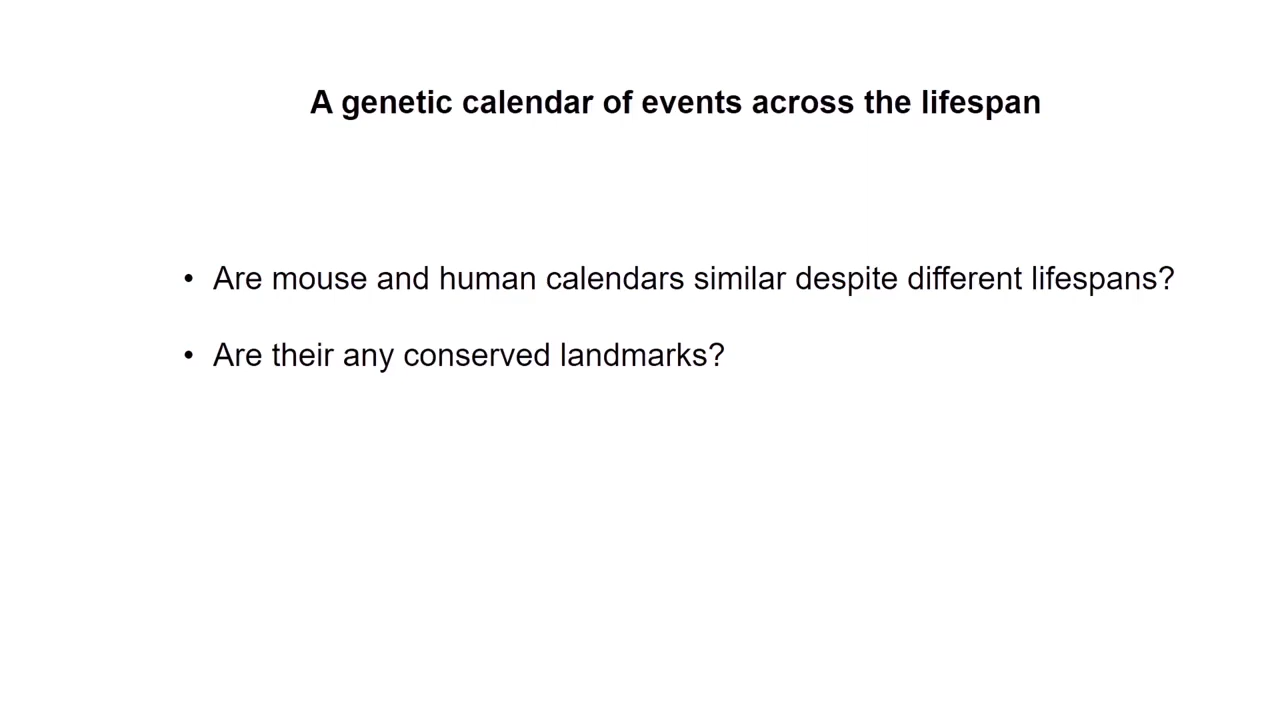 A genetic calendar of events across the lifespan
• Are mouse and human calendars similar despite different lifespans?
• Are their any conserved landmarks?